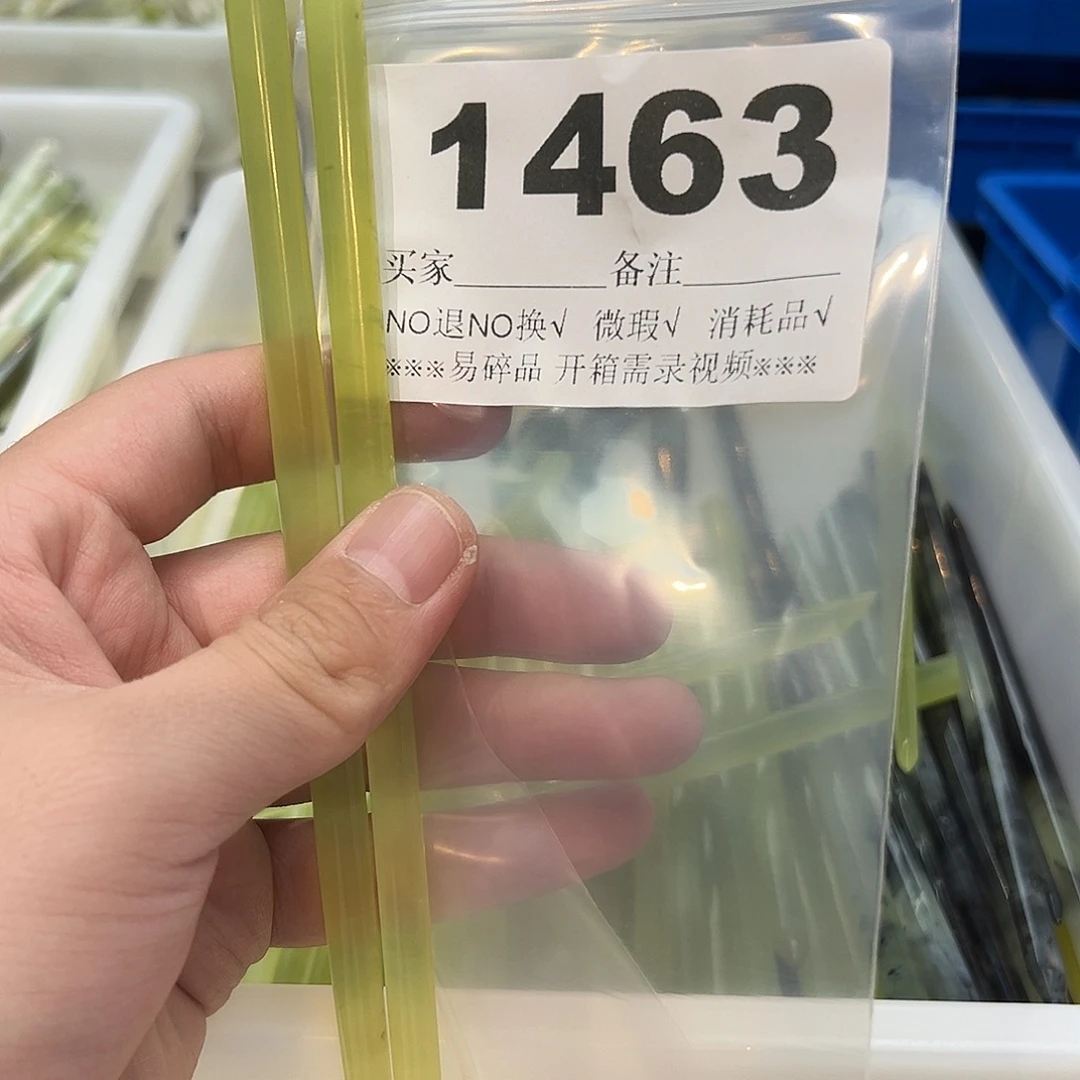 1463
买家________备注________
NO退NO换√ 微瑕√ 消耗品√
※※※易碎品 开箱需录视频※※※